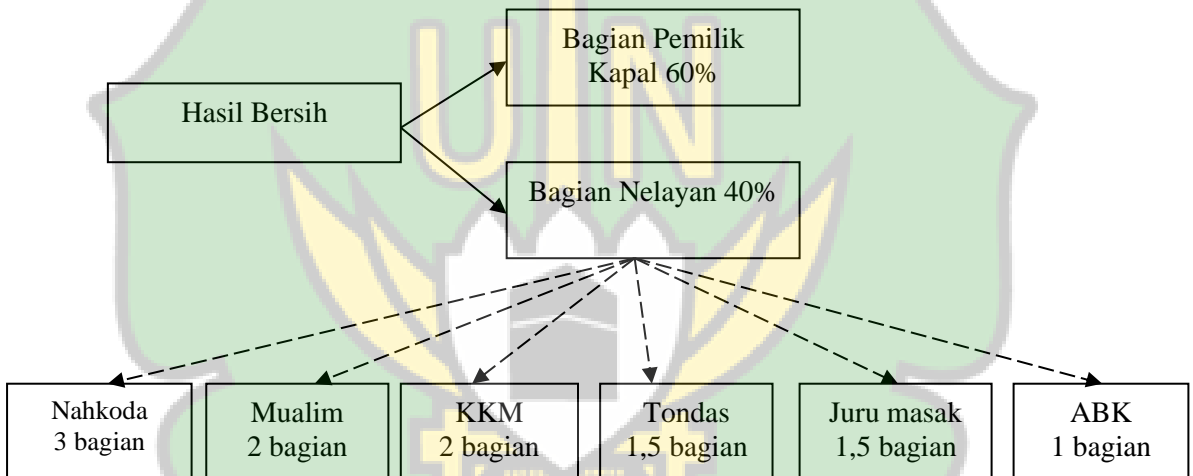 Bagian Pemilik
Kapal 60%
Hasil Bersih
Bagian Nelayan 40%
Nahkoda
3 bagian
Mualim
2 bagian
KKM
2 bagian
Tondas
1,5 bagian
Juru masak
1,5 bagian
ABK
1 bagian
UIN